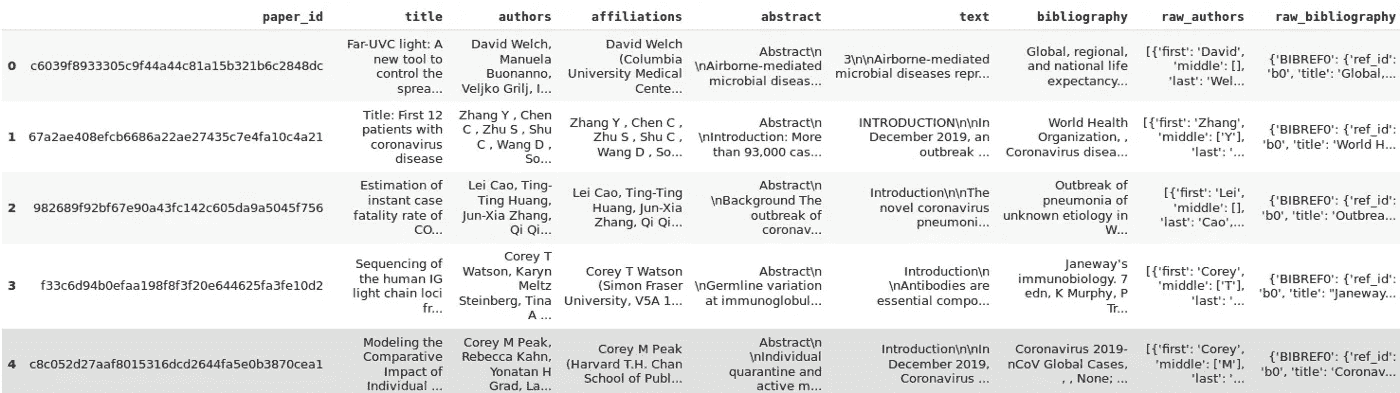 paper_id title authors affiliations abstract text bibliography raw_authors raw_bibliography
0 c6039f8933305c9f44a44c81a15b321b6c2848dc
Far-UVC light: A
new tool to
control the
sprea...
David Welch,
Manuela
Buonanno,
Veljko Grilj, I...
David Welch
(Columbia
University Medical
Cente...
Abstract\n
\nAirborne-mediated
microbial diseas...
3\n\nAirborne-mediated
microbial diseases repr...
Global, regional,
and national life
expectancy...
[{'first': 'David',
'middle': [],
'last': 'Wel...
{'BIBREF0': {'ref_id':
'b0', 'title': 'Global,...
1 67a2ae408efcb6686a22ae27435c7e4fa10c4a21
Title: First 12
patients with
coronavirus
disease
Zhang Y , Chen
C , Zhu S , Shu
C , Wang D ,
So...
Zhang Y , Chen C ,
Zhu S , Shu C ,
Wang D , So...
Abstract\n
\nIntroduction: More
than 93,000 cas...
INTRODUCTION\n\nIn
December 2019, an
outbreak ...
World Health
Organization, ,
Coronavirus disea...
[{'first': 'Zhang',
'middle': ['Y'],
'last': '...
{'BIBREF0': {'ref_id':
'b0', 'title': 'World H...
2 982689f92bf67e90a43fc142c605da9a5045f756
Estimation of
instant case
fatality rate of
CO...
Lei Cao, Ting-
Ting Huang,
Jun-Xia Zhang,
Qi Qi...
Lei Cao, Ting-Ting
Huang, Jun-Xia
Zhang, Qi Qi...
Abstract\n
\nBackground The
outbreak of
coronav...
Introduction\n\nThe
novel coronavirus
pneumoni...
Outbreak of
pneumonia of
unknown etiology in
W...
[{'first': 'Lei',
'middle': [],
'last': 'Cao',...
{'BIBREF0': {'ref_id':
'b0', 'title': 'Outbrea...
3 f33c6d94b0efaa198f8f3f20e644625fa3fe10d2
Sequencing of
the human IG
light chain loci
fr...
Corey T
Watson, Karyn
Meltz
Steinberg, Tina
A ...
Corey T Watson
(Simon Fraser
University, V5A 1...
Abstract\n
\nGermline variation
at immunoglobul...
Introduction\n
\nAntibodies are
essential compo...
Janeway's
immunobiology. 7
edn, K Murphy, P
Tr...
[{'first': 'Corey',
'middle': ['T'],
'last': '...
{'BIBREF0': {'ref_id':
'b0', 'title': "Janeway...
4 c8c052d27aaf8015316dcd2644fa5e0b3870cea1
Modeling the
Comparative
Impact of
Individual ...
Corey M Peak,
Rebecca Kahn,
Yonatan H
Grad, La...
Corey M Peak
(Harvard T.H. Chan
School of Publ...
Abstract\n
\nIndividual
quarantine and
active m...
Introduction\n\nIn
December 2019,
Coronavirus ...
Coronavirus 2019-
nCoV Global Cases,
, , None; ...
[{'first': 'Corey',
'middle': ['M'],
'last': '...
{'BIBREF0': {'ref_id':
'b0', 'title': 'Coronav...